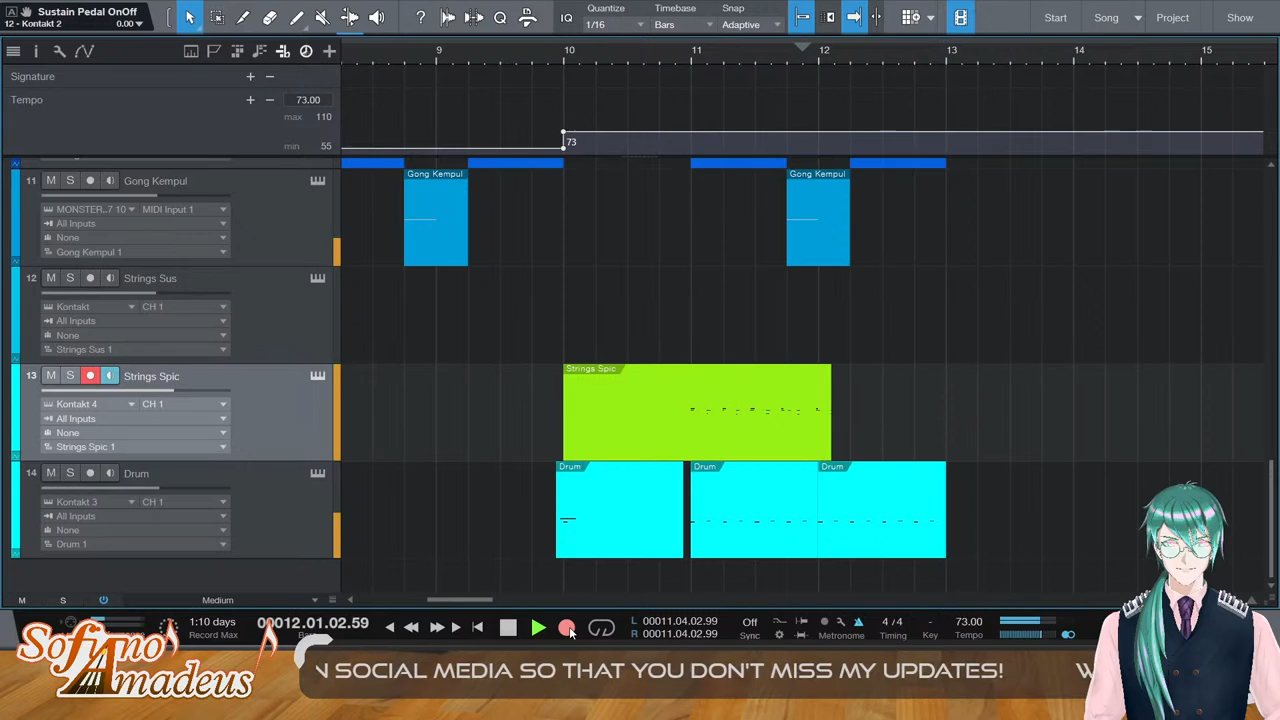 Sustain Pedal OnOff
12 - Kontakt 2 0.00
IQ
Quantize
1/16
Timebase
Bars
Snap
Adaptive
Start
Song
Project
Show
9 10 11 12 13 14 15
Signature
Tempo
73.00
max 110
min 55
73
11 M S Gong Kempul
MONSTER..7 10 MIDI Input 1
All Inputs
None
Gong Kempul 1
Gong Kempul
Gong Kempul
12 M S Strings Sus
Kontakt CH 1
All Inputs
None
Strings Sus 1
13 M S Strings Spic
Kontakt 4 CH 1
All Inputs
None
Strings Spic 1
Strings Spic
14 M S Drum
Kontakt 3 CH 1
All Inputs
None
Drum 1
Drum
Drum
Drum
M S Medium
1:10 days
Record Max
00012.01.02.59
L 00011.04.02.99
R 00011.04.02.99
Off
Sync
Metronome
4 / 4
Timing
Key
73.00
Tempo
Sofiano
Amadeus
N SOCIAL MEDIA SO THAT YOU DON'T MISS MY UPDATES!